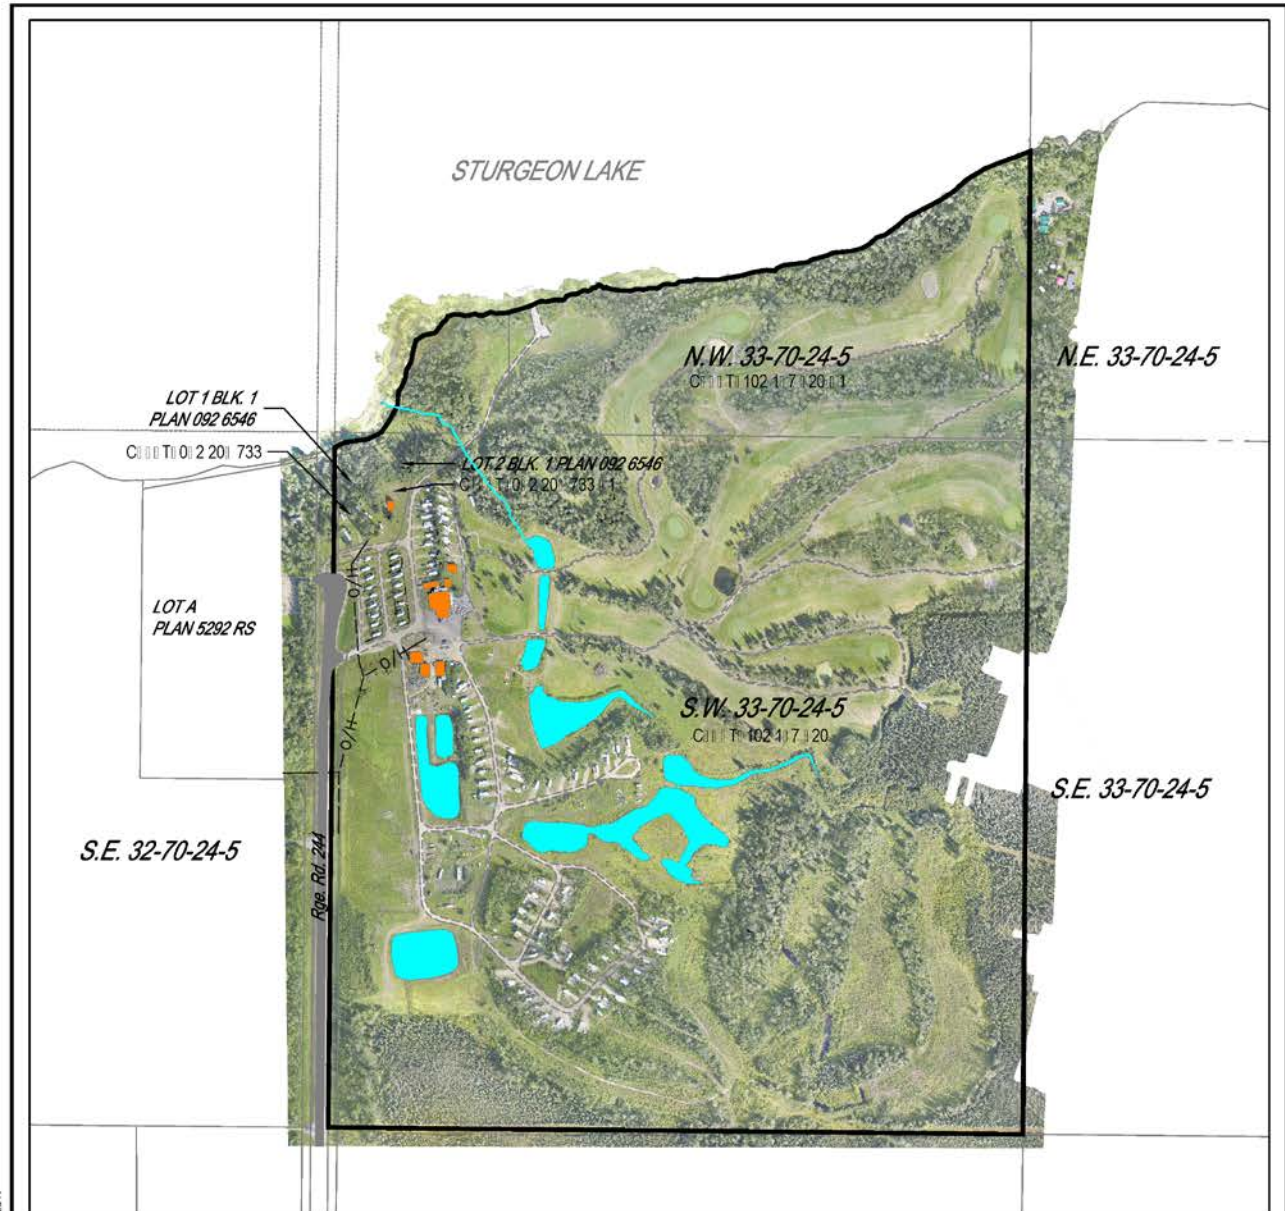 STURGEON LAKE
N.W. 33-70-24-5
N.E. 33-70-24-5
LOT 1 BLK. 1
PLAN 092 6546
733
LOT 2 BLK. 1 PLAN 092 6546
O/H
LOT A
PLAN 5292 RS
O/H
O/H
S.W. 33-70-24-5
S.E. 33-70-24-5
S.E. 32-70-24-5
Rge. Rd. 244